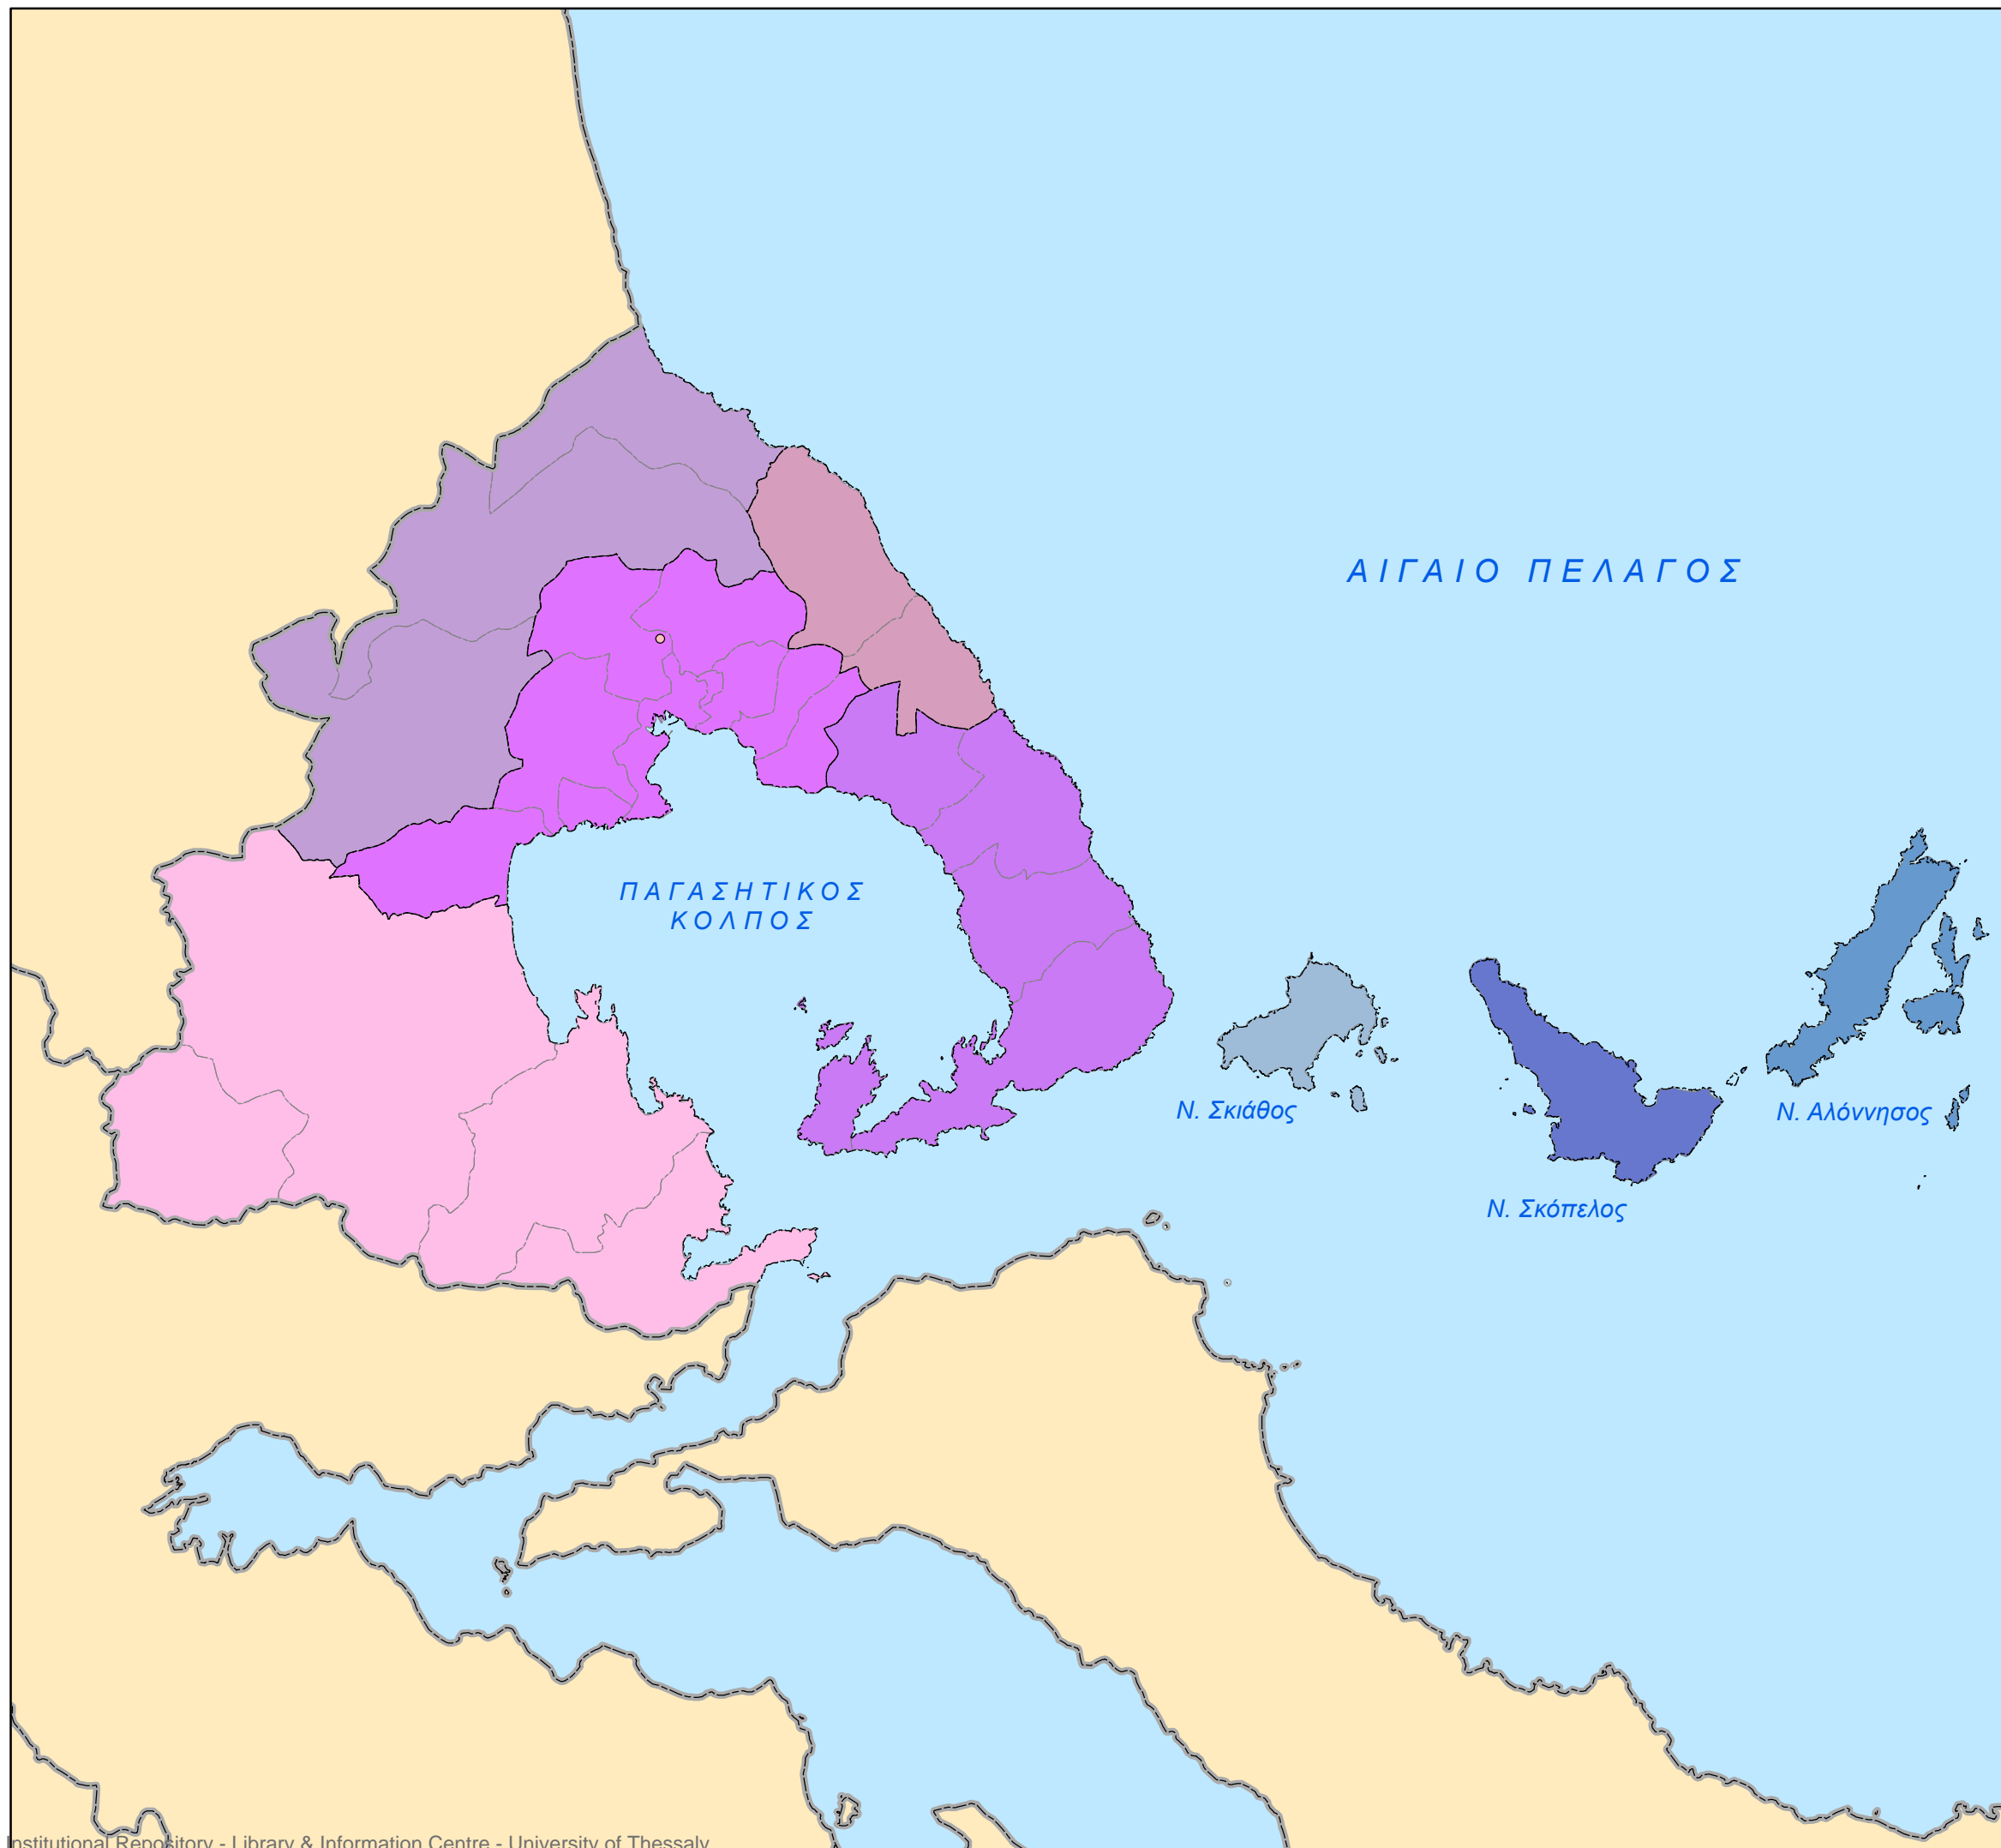 ΑΙΓΑΙΟ ΠΕΛΑΓΟΣ
ΠΑΓΑΣΗΤΙΚΟΣ
ΚΟΛΠΟΣ
Ν. Σκιάθος
Ν. Αλόννησος
Ν. Σκόπελος
Institutional Repository - Library & Information Centre - University of Thessaly